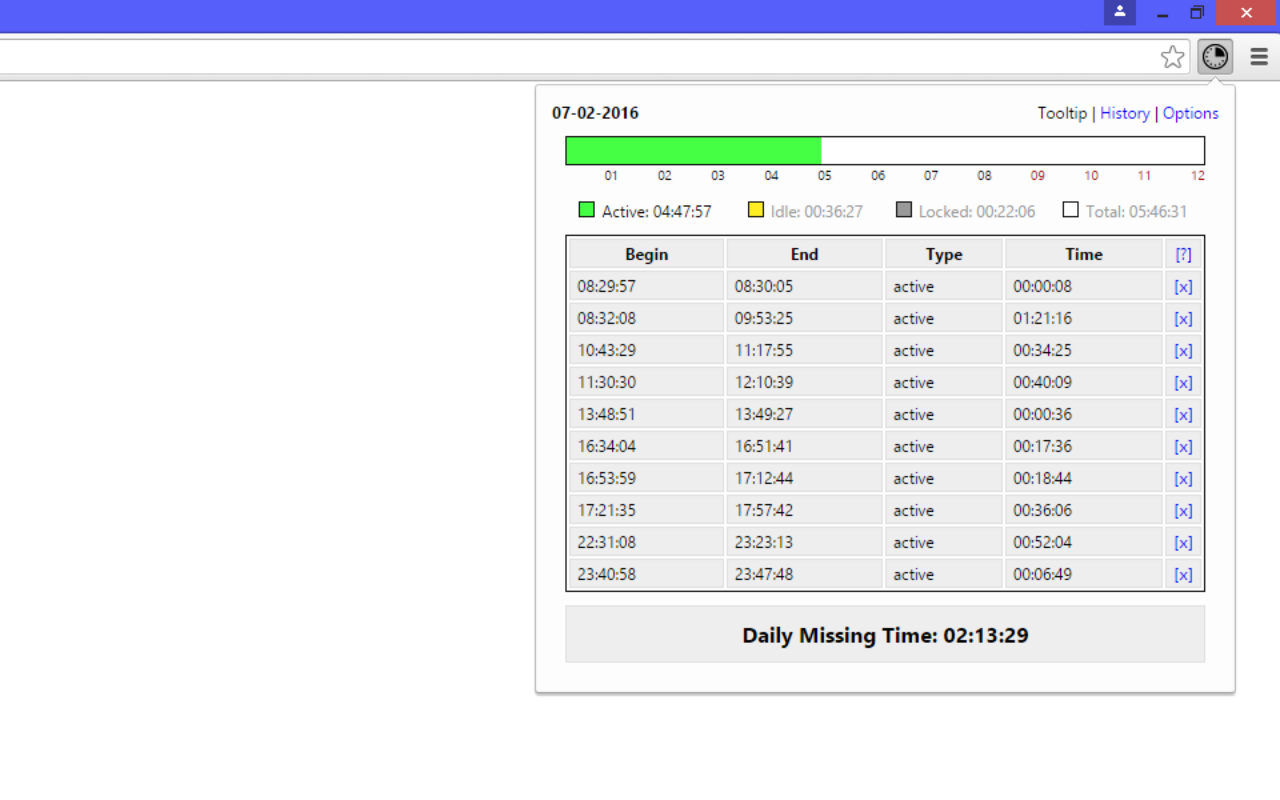 07-02-2016 Tooltip | History | Options
01 02 03 04 05 06 07 08 09 10 11 12
Active: 04:47:57 Idle: 00:36:27 Locked: 00:22:06 Total: 05:46:31
Begin End Type Time [?]
08:29:57 08:30:05 active 00:00:08 [x]
08:32:08 09:53:25 active 01:21:16 [x]
10:43:29 11:17:55 active 00:34:25 [x]
11:30:30 12:10:39 active 00:40:09 [x]
13:48:51 13:49:27 active 00:00:36 [x]
16:34:04 16:51:41 active 00:17:36 [x]
16:53:59 17:12:44 active 00:18:44 [x]
17:21:35 17:57:42 active 00:36:06 [x]
22:31:08 23:23:13 active 00:52:04 [x]
23:40:58 23:47:48 active 00:06:49 [x]
Daily Missing Time: 02:13:29